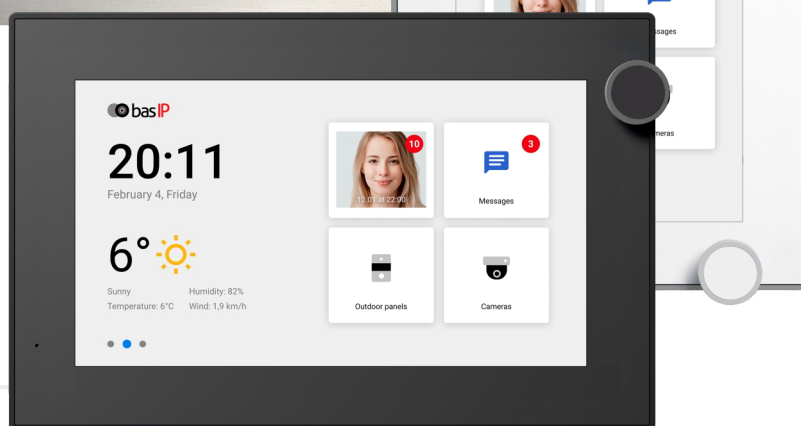 ssages
meras
bas IP
20:11
February 4, Friday
6°
Sunny
Humidity: 82%
Temperature: 6°C
Wind: 1,9 km/h
10
12.01 at 22:00
3
Messages
Outdoor panels
Cameras